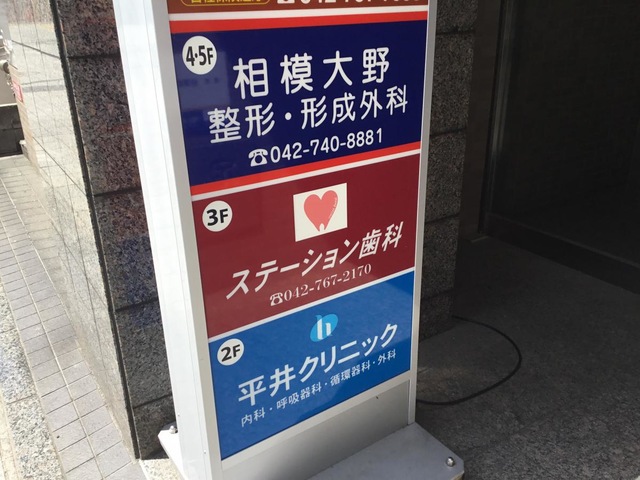 4·5F
相模大野
整形・形成外科
☎042-740-8881
3F
ステーション歯科
☎042-767-2170
2F
h
平井クリニック
内科・呼吸器科・循環器科・外科